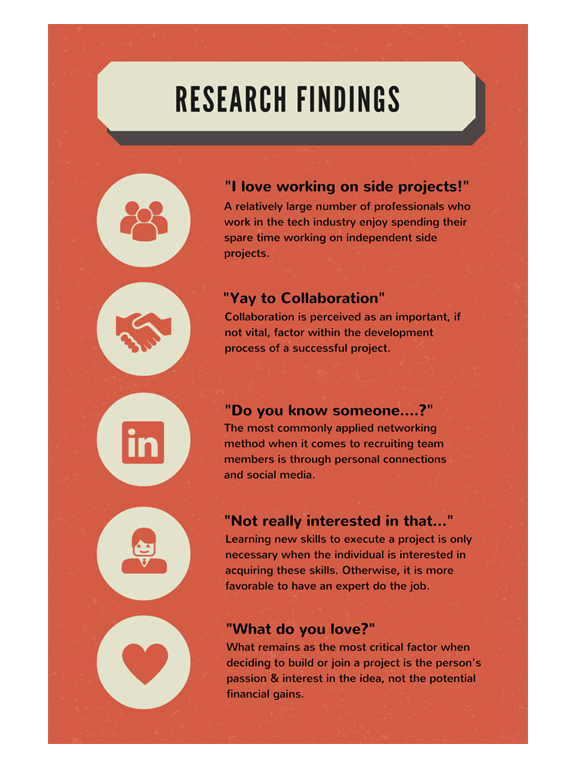 RESEARCH FINDINGS
"I love working on side projects!"
A relatively large number of professionals who
work in the tech industry enjoy spending their
spare time working on independent side
projects.
"Yay to Collaboration"
Collaboration is perceived as an important, if
not vital, factor within the development
process of a successful project.
in
"Do you know someone....?"
The most commonly applied networking
method when it comes to recruiting team
members is through personal connections
and social media.
"Not really interested in that..."
Learning new skills to execute a project is only
necessary when the individual is interested in
acquiring these skills. Otherwise, it is more
favorable to have an expert do the job.
"What do you love?"
What remains as the most critical factor when
deciding to build or join a project is the person's
passion & interest in the idea, not the potential
financial gains.